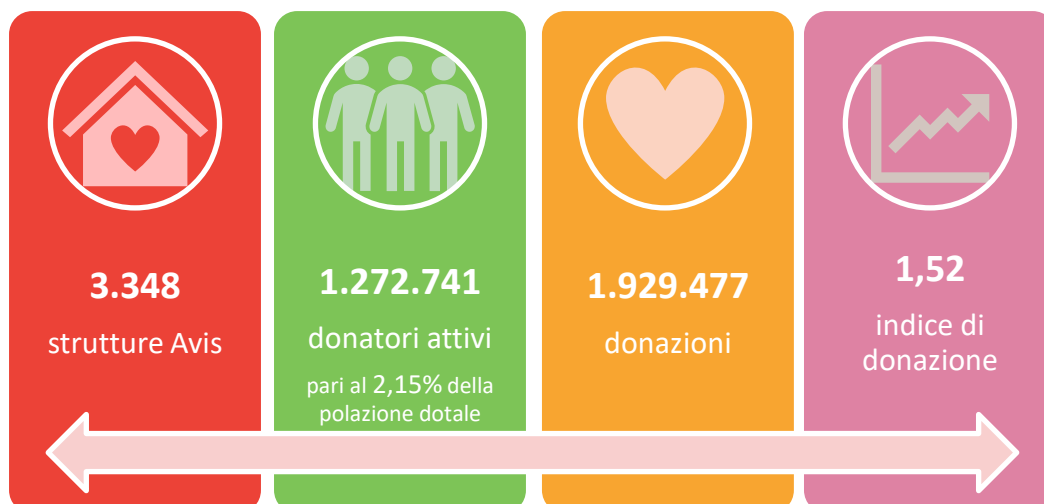 3.348
strutture Avis
1.272.741
donatori attivi
pari al 2,15% della
polazione dotale
1.929.477
donazioni
1,52
indice di
donazione